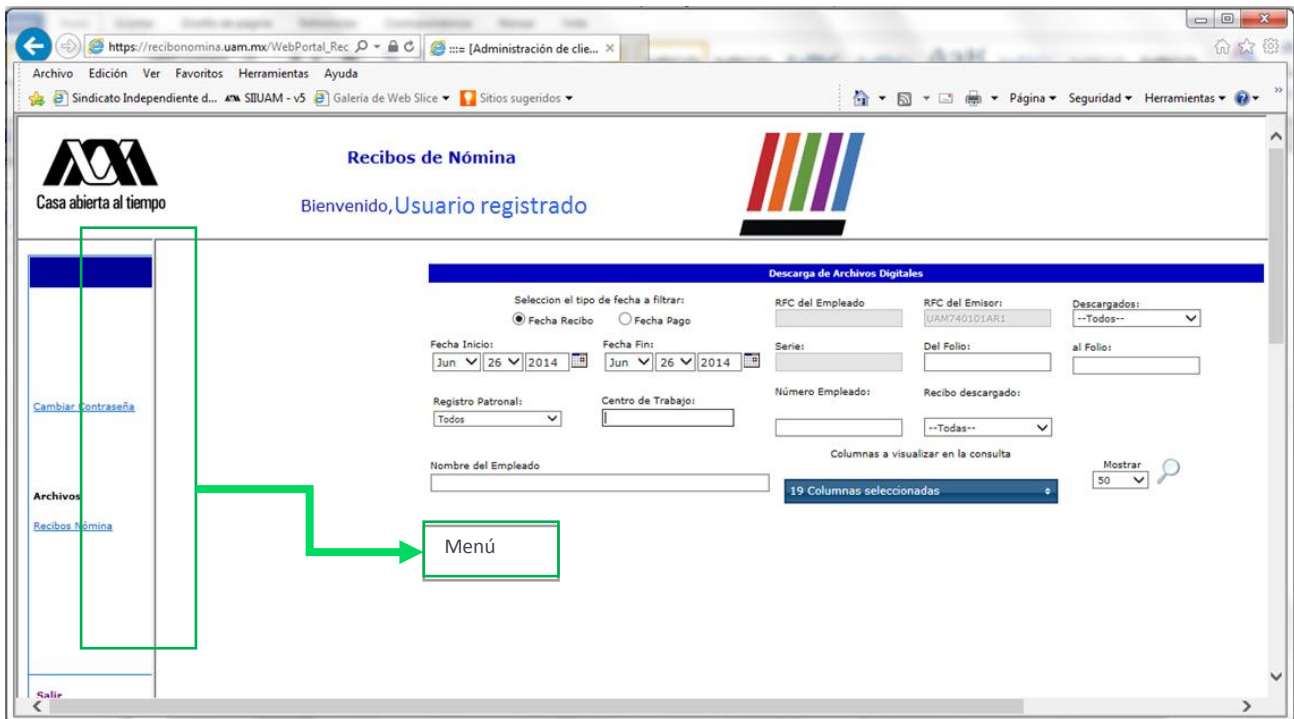 https://recibonomina.uam.mx/WebPortal_Rec
:::= [Administración de clie...
Archivo Edición Ver Favoritos Herramientas Ayuda
Sindicato Independiente d... SIIUAM - v5 Galería de Web Slice Sitios sugeridos Página Seguridad Herramientas
Casa abierta al tiempo
Recibos de Nómina
Bienvenido, Usuario registrado
Cambiar Contraseña
Archivos
Recibos Nómina
Salir
Descarga de Archivos Digitales
Seleccion el tipo de fecha a filtrar:
Fecha Recibo Fecha Pago
RFC del Empleado
RFC del Emisor:
UAM740101AR1
Descargados:
--Todos--
Fecha Inicio:
Jun 26 2014
Fecha Fin:
Jun 26 2014
Serie:
Del Folio:
al Folio:
Registro Patronal:
Todos
Centro de Trabajo:
Número Empleado:
Recibo descargado:
--Todas--
Nombre del Empleado
Columnas a visualizar en la consulta
19 Columnas seleccionadas
Mostrar
50
Menú